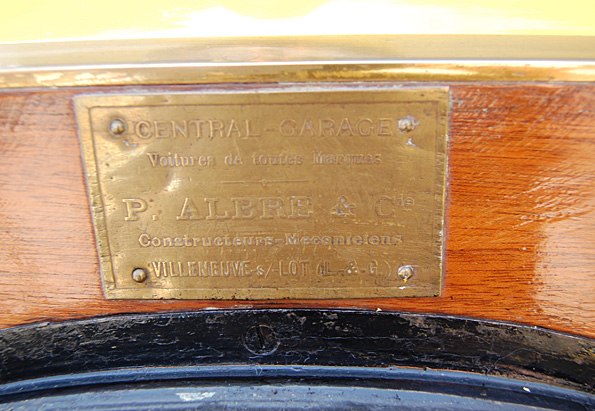 CENTRAL-GARAGE
Voitures de toutes Marques
P. ALBRE & Cie
Constructeurs-Mécaniciens
VILLENEUVE-s/-LOT (L.-&-G.)